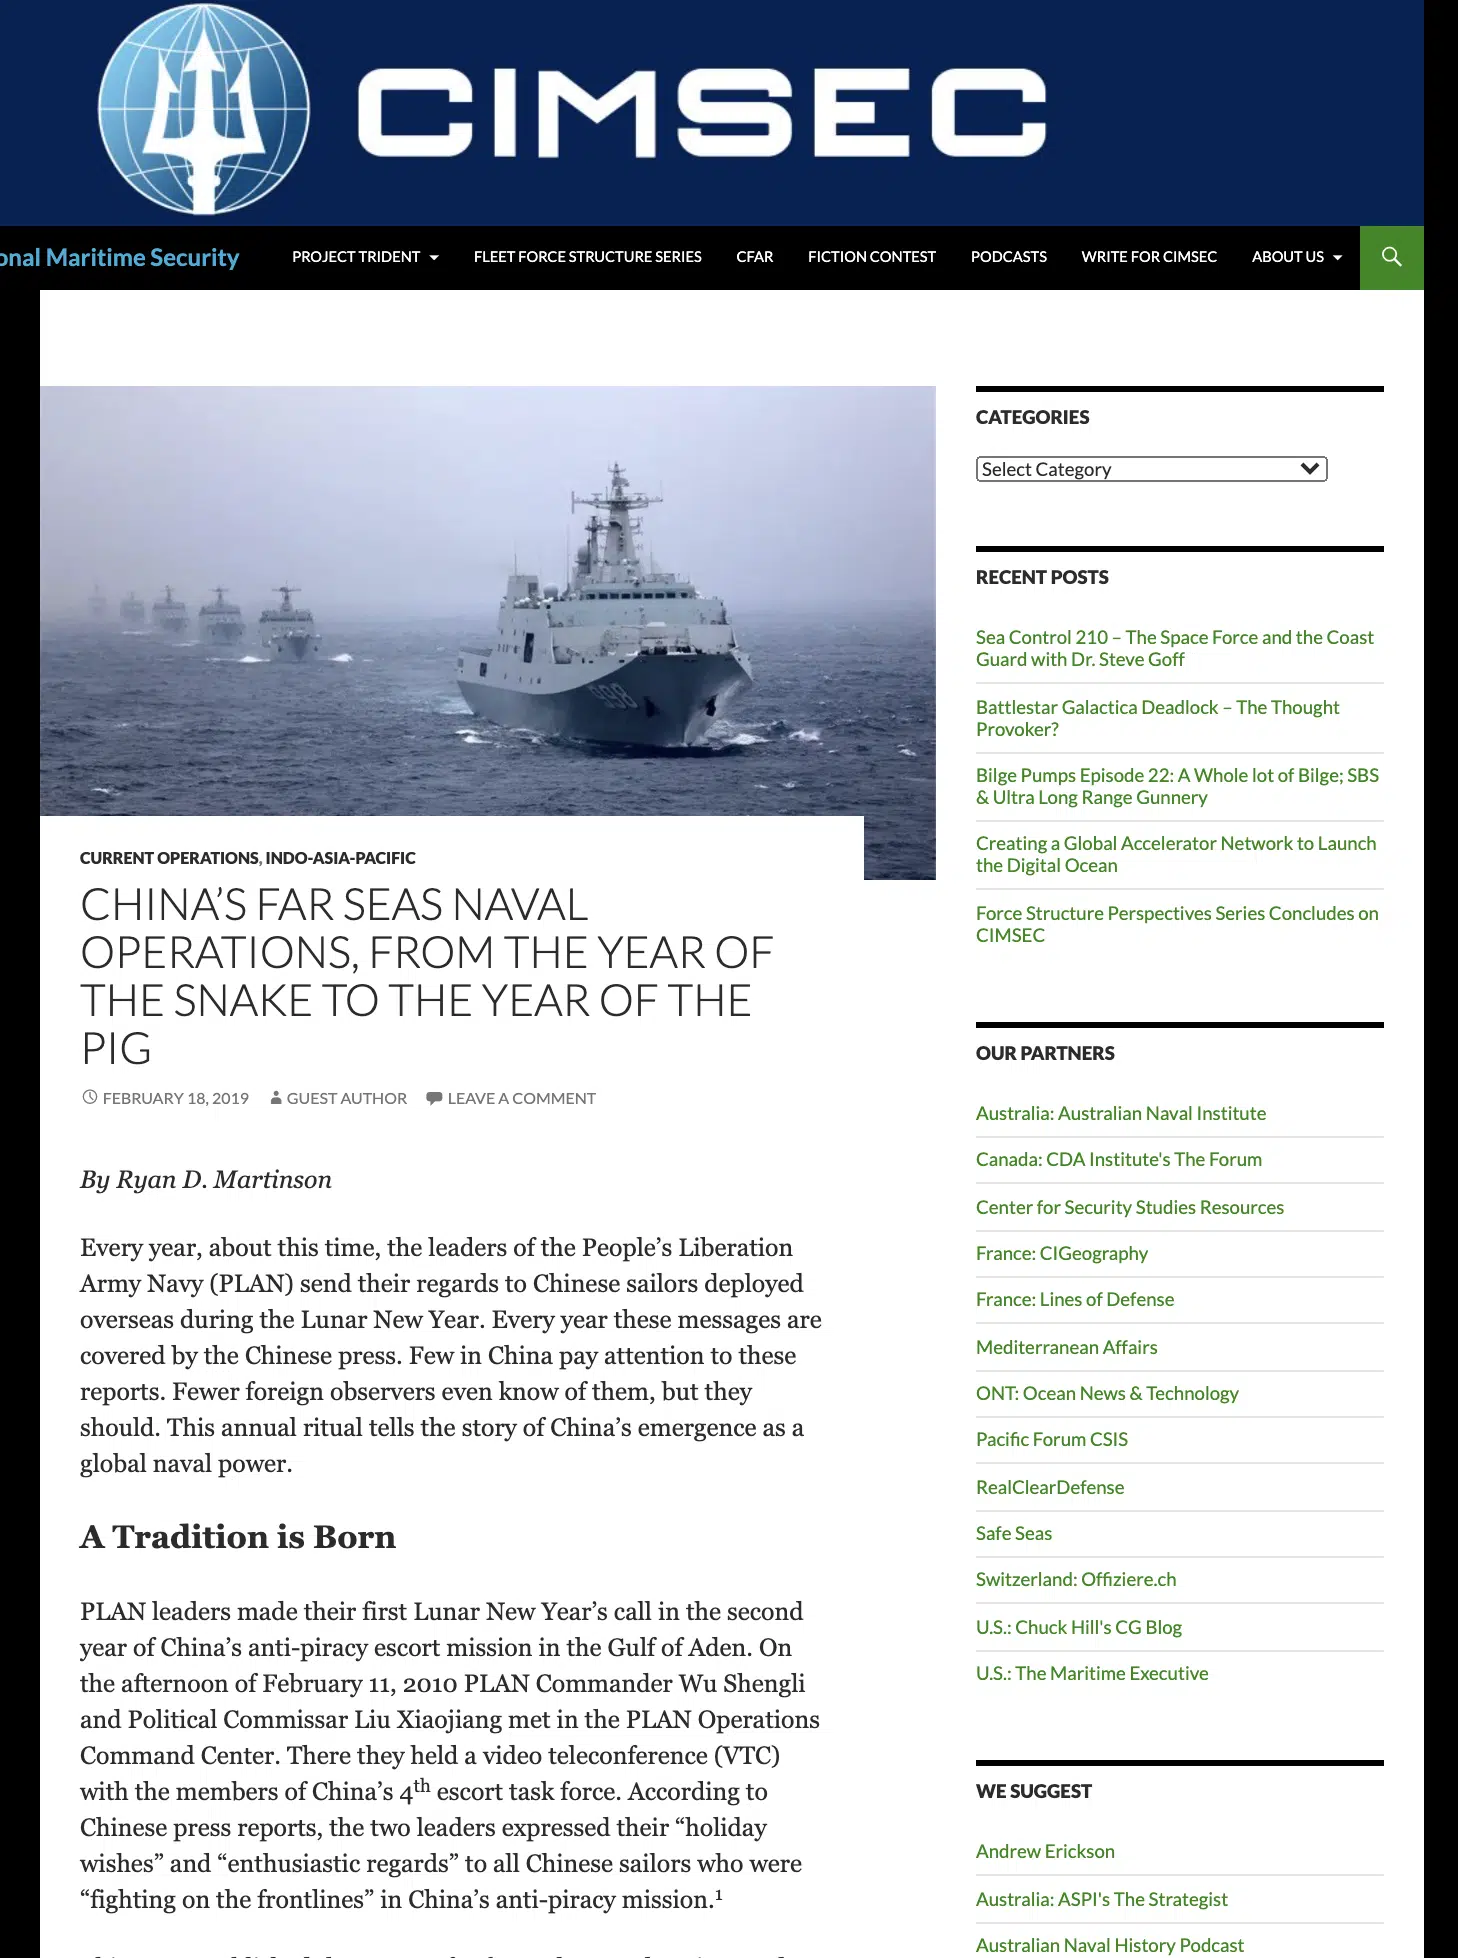 CIMSEC
onal Maritime Security
PROJECT TRIDENT
FLEET FORCE STRUCTURE SERIES
CFAR
FICTION CONTEST
PODCASTS
WRITE FOR CIMSEC
ABOUT US
998
CURRENT OPERATIONS, INDO-ASIA-PACIFIC
CHINA’S FAR SEAS NAVAL
OPERATIONS, FROM THE YEAR OF
THE SNAKE TO THE YEAR OF THE
PIG
FEBRUARY 18, 2019 GUEST AUTHOR LEAVE A COMMENT
By Ryan D. Martinson
Every year, about this time, the leaders of the People’s Liberation
Army Navy (PLAN) send their regards to Chinese sailors deployed
overseas during the Lunar New Year. Every year these messages are
covered by the Chinese press. Few in China pay attention to these
reports. Fewer foreign observers even know of them, but they
should. This annual ritual tells the story of China’s emergence as a
global naval power.
A Tradition is Born
PLAN leaders made their first Lunar New Year’s call in the second
year of China’s anti-piracy escort mission in the Gulf of Aden. On
the afternoon of February 11, 2010 PLAN Commander Wu Shengli
and Political Commissar Liu Xiaojiang met in the PLAN Operations
Command Center. There they held a video teleconference (VTC)
with the members of China’s 4th escort task force. According to
Chinese press reports, the two leaders expressed their “holiday
wishes” and “enthusiastic regards” to all Chinese sailors who were
“fighting on the frontlines” in China’s anti-piracy mission.1
CATEGORIES
Select Category
RECENT POSTS
Sea Control 210 – The Space Force and the Coast
Guard with Dr. Steve Goff
Battlestar Galactica Deadlock – The Thought
Provoker?
Bilge Pumps Episode 22: A Whole lot of Bilge; SBS
& Ultra Long Range Gunnery
Creating a Global Accelerator Network to Launch
the Digital Ocean
Force Structure Perspectives Series Concludes on
CIMSEC
OUR PARTNERS
Australia: Australian Naval Institute
Canada: CDA Institute's The Forum
Center for Security Studies Resources
France: CIGeography
France: Lines of Defense
Mediterranean Affairs
ONT: Ocean News & Technology
Pacific Forum CSIS
RealClearDefense
Safe Seas
Switzerland: Offiziere.ch
U.S.: Chuck Hill's CG Blog
U.S.: The Maritime Executive
WE SUGGEST
Andrew Erickson
Australia: ASPI's The Strategist
Australian Naval History Podcast